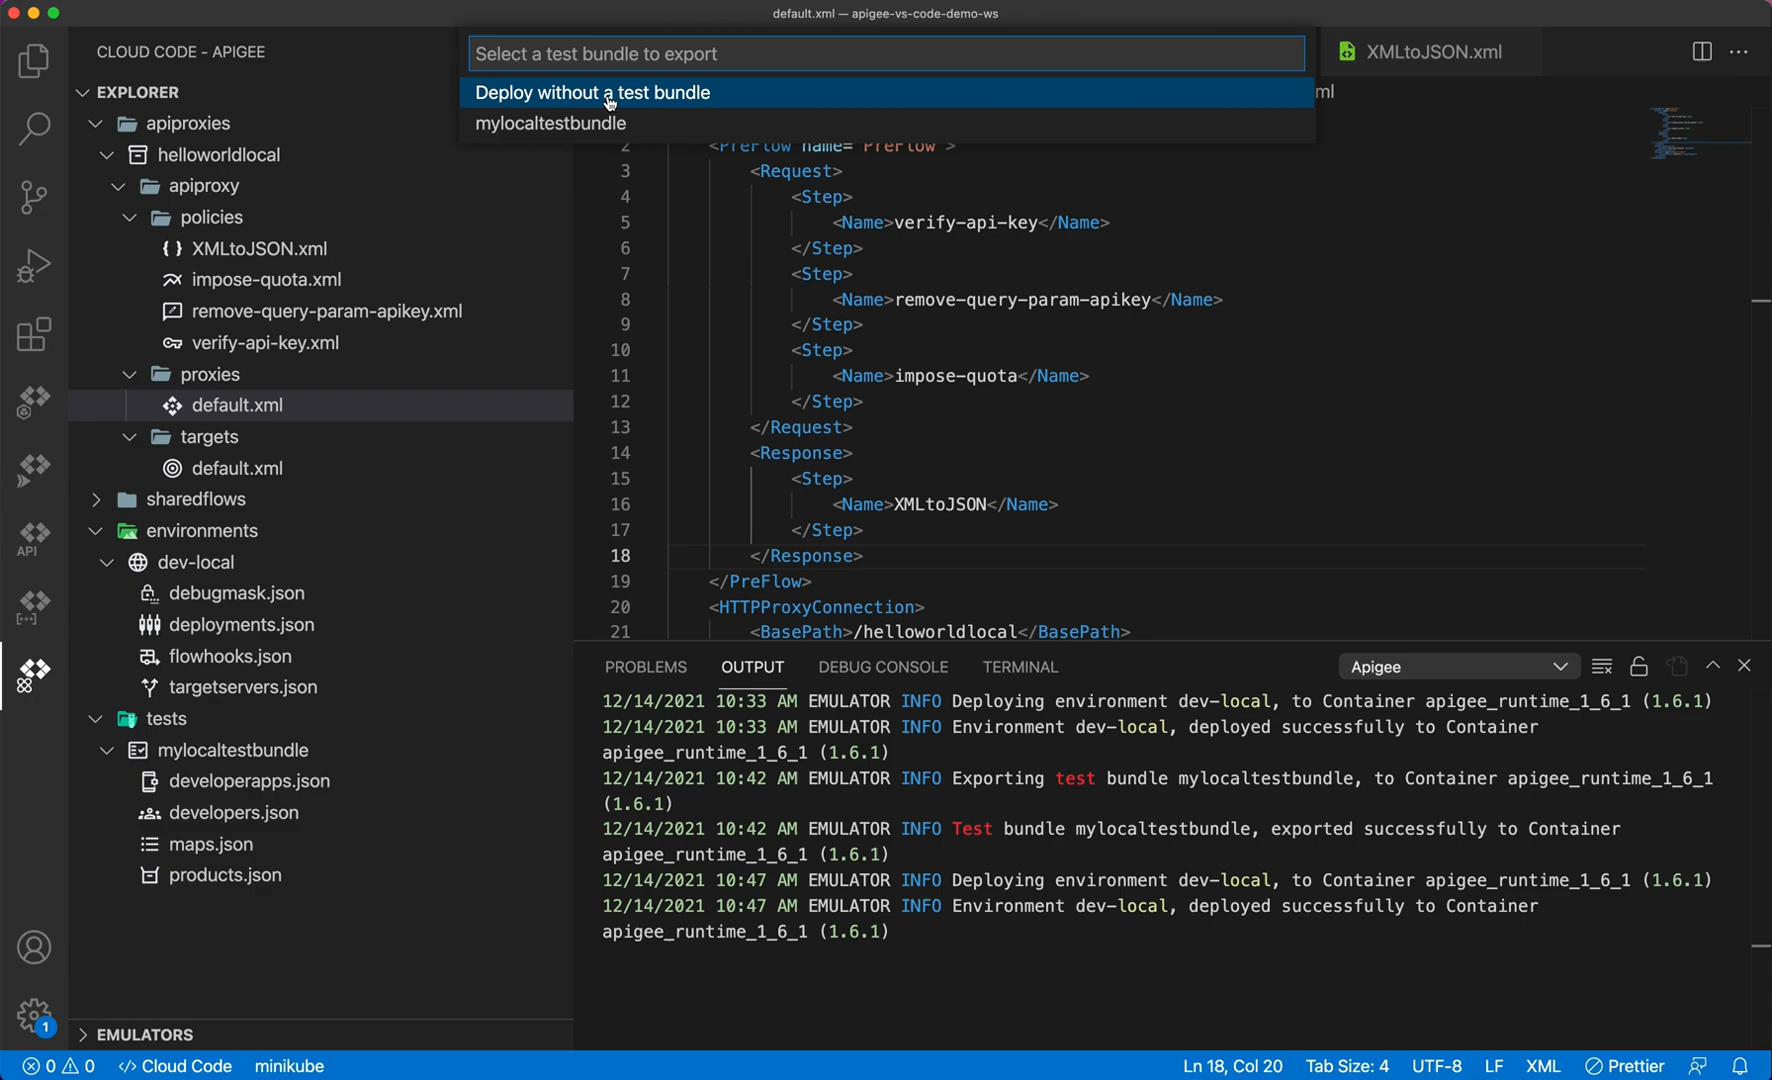 default.xml — apigee-vs-code-demo-ws
CLOUD CODE - APIGEE
Select a test bundle to export
XMLtoJSON.xml
EXPLORER
Deploy without a test bundle
ml
mylocaltestbundle
apiproxies
helloworldlocal
apiproxy
policies
XMLtoJSON.xml
impose-quota.xml
remove-query-param-apikey.xml
verify-api-key.xml
proxies
default.xml
targets
default.xml
sharedflows
environments
dev-local
debugmask.json
deployments.json
flowhooks.json
targetservers.json
tests
mylocaltestbundle
developerapps.json
developers.json
maps.json
products.json
EMULATORS
API
1
2 <PreFlow name="PreFlow">
3 <Request>
4 <Step>
5 <Name>verify-api-key</Name>
6 </Step>
7 <Step>
8 <Name>remove-query-param-apikey</Name>
9 </Step>
10 <Step>
11 <Name>impose-quota</Name>
12 </Step>
13 </Request>
14 <Response>
15 <Step>
16 <Name>XMLtoJSON</Name>
17 </Step>
18 </Response>
19 </PreFlow>
20 <HTTPProxyConnection>
21 <BasePath>/helloworldlocal</BasePath>
PROBLEMS OUTPUT DEBUG CONSOLE TERMINAL Apigee
12/14/2021 10:33 AM EMULATOR INFO Deploying environment dev-local, to Container apigee_runtime_1_6_1 (1.6.1)
12/14/2021 10:33 AM EMULATOR INFO Environment dev-local, deployed successfully to Container
apigee_runtime_1_6_1 (1.6.1)
12/14/2021 10:42 AM EMULATOR INFO Exporting test bundle mylocaltestbundle, to Container apigee_runtime_1_6_1
(1.6.1)
12/14/2021 10:42 AM EMULATOR INFO Test bundle mylocaltestbundle, exported successfully to Container
apigee_runtime_1_6_1 (1.6.1)
12/14/2021 10:47 AM EMULATOR INFO Deploying environment dev-local, to Container apigee_runtime_1_6_1 (1.6.1)
12/14/2021 10:47 AM EMULATOR INFO Environment dev-local, deployed successfully to Container
apigee_runtime_1_6_1 (1.6.1)
0 0 Cloud Code minikube Ln 18, Col 20 Tab Size: 4 UTF-8 LF XML Prettier